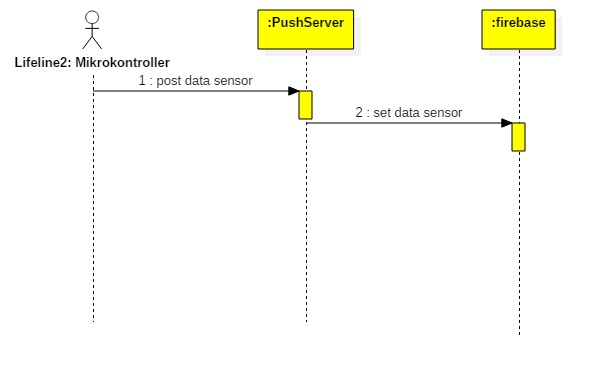 :PushServer
:firebase
Lifeline2: Mikrokontroller
1 : post data sensor
2 : set data sensor